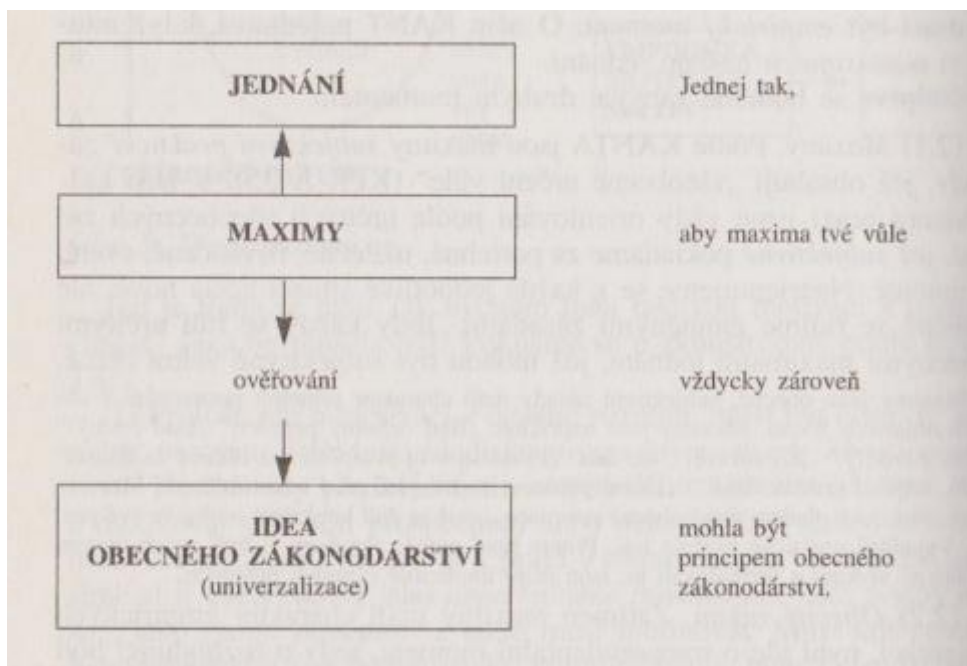 JEDNÁNÍ
Jednej tak,
MAXIMY
aby maxima tvé vůle
ověřování
vždycky zároveň
IDEA
OBECNÉHO ZÁKONODÁRSTVÍ
(univerzalizace)
mohla být
principem obecného
zákonodárství.